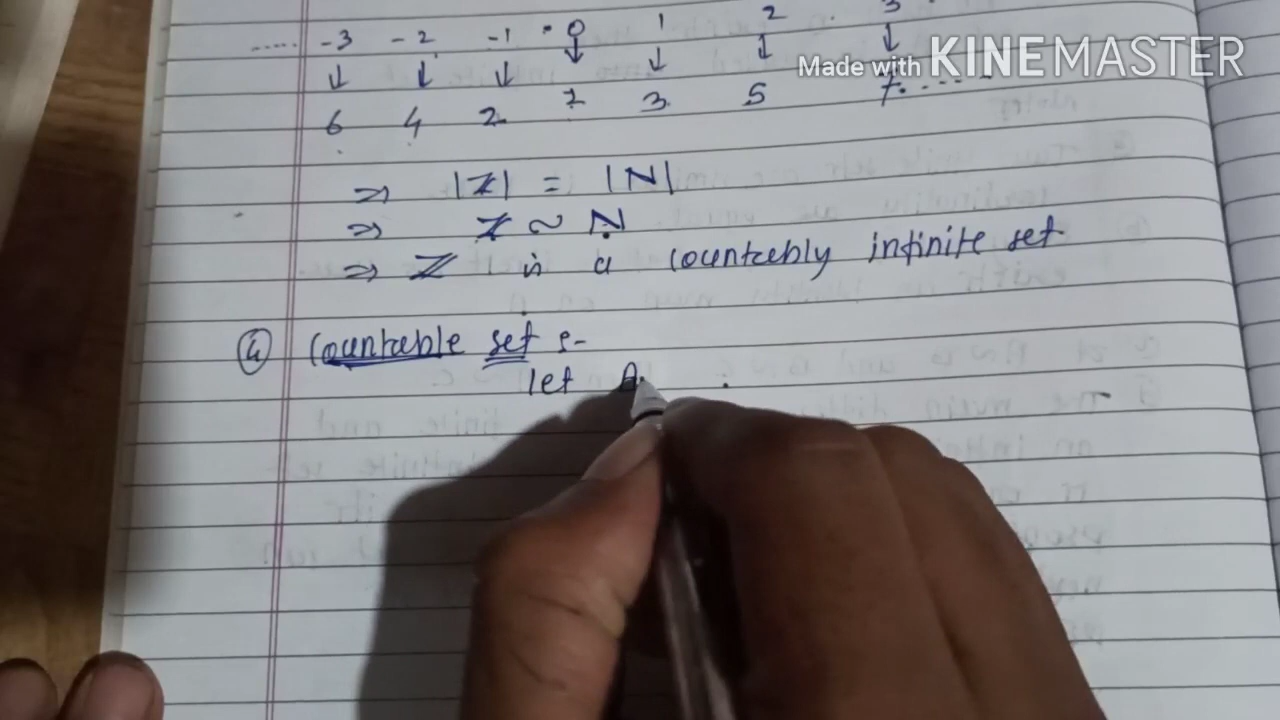 ..... -3 -2 -1 0 1 2 3
Made with KINEMASTER
↓ ↓ ↓ ↓ ↓ ↓ ↓
6 4 2 1 3 5 7.....
⇒ |Z| = |N|
⇒ Z ~ N
⇒ Z is a countably infinite set
④ Countable set :-
let A